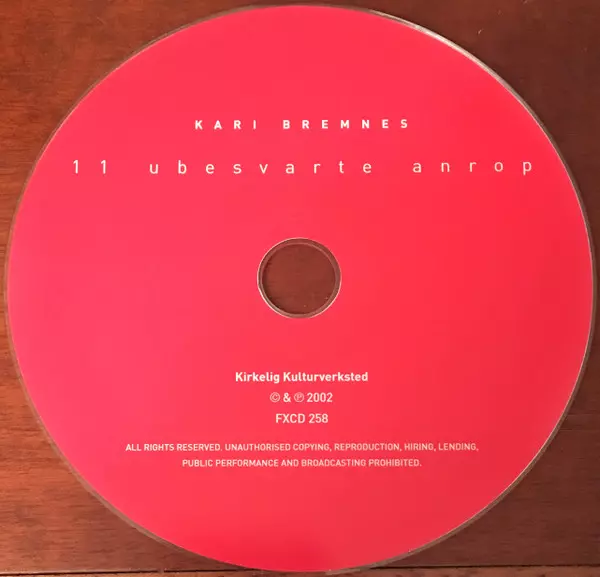 KARI BREMNES
11 ubesvarte anrop
Kirkelig Kulturverksted
© & ℗ 2002
FXCD 258
ALL RIGHTS RESERVED. UNAUTHORISED COPYING, REPRODUCTION, HIRING, LENDING,
PUBLIC PERFORMANCE AND BROADCASTING PROHIBITED.